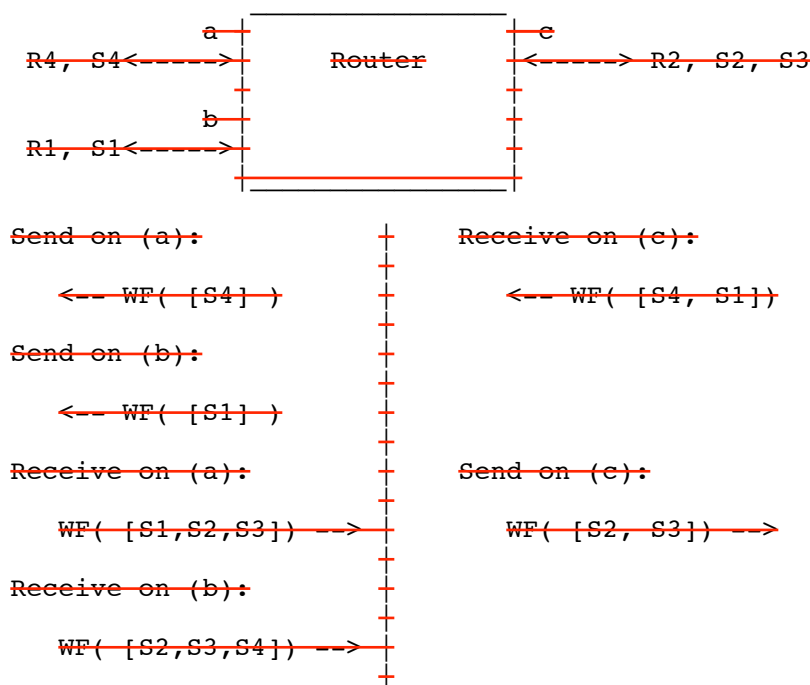 a c
R4, S4<-----> Router <-----> R2, S2, S3
b
R1, S1<----->
Send on (a): | Receive on (c):
<-- WF( [S4] ) | <-- WF( [S4, S1])
Send on (b): |
<-- WF( [S1] ) |
Receive on (a): | Send on (c):
WF( [S1,S2,S3]) --> | WF( [S2, S3]) -->
Receive on (b): |
WF( [S2,S3,S4]) --> |